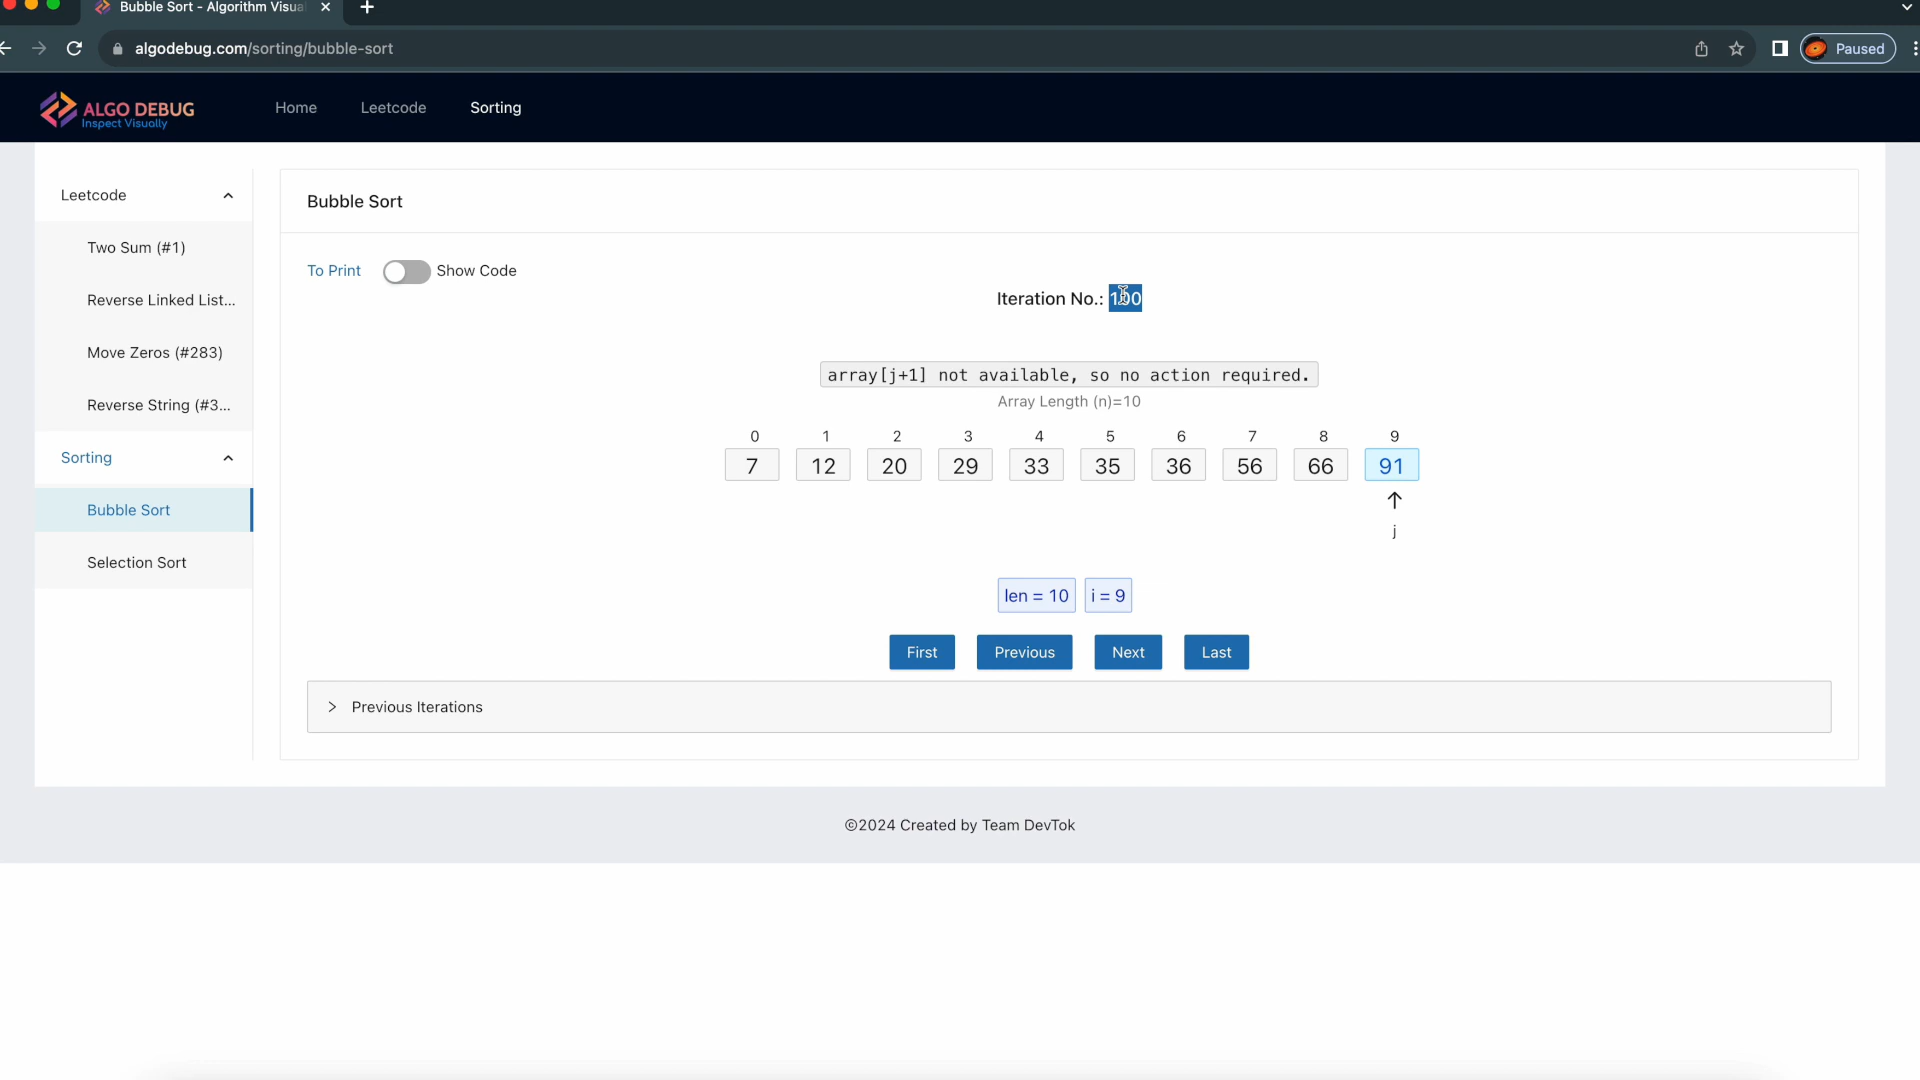 Bubble Sort - Algorithm Visua
algodebug.com/sorting/bubble-sort
Paused
ALGO DEBUG
Inspect Visually
Home
Leetcode
Sorting
Leetcode
Two Sum (#1)
Reverse Linked List...
Move Zeros (#283)
Reverse String (#3...
Sorting
Bubble Sort
Selection Sort
Bubble Sort
To Print
Show Code
Iteration No.: 100
array[j+1] not available, so no action required.
Array Length (n)=10
0 1 2 3 4 5 6 7 8 9
7 12 20 29 33 35 36 56 66 91
j
len = 10 i = 9
First Previous Next Last
Previous Iterations
©2024 Created by Team DevTok